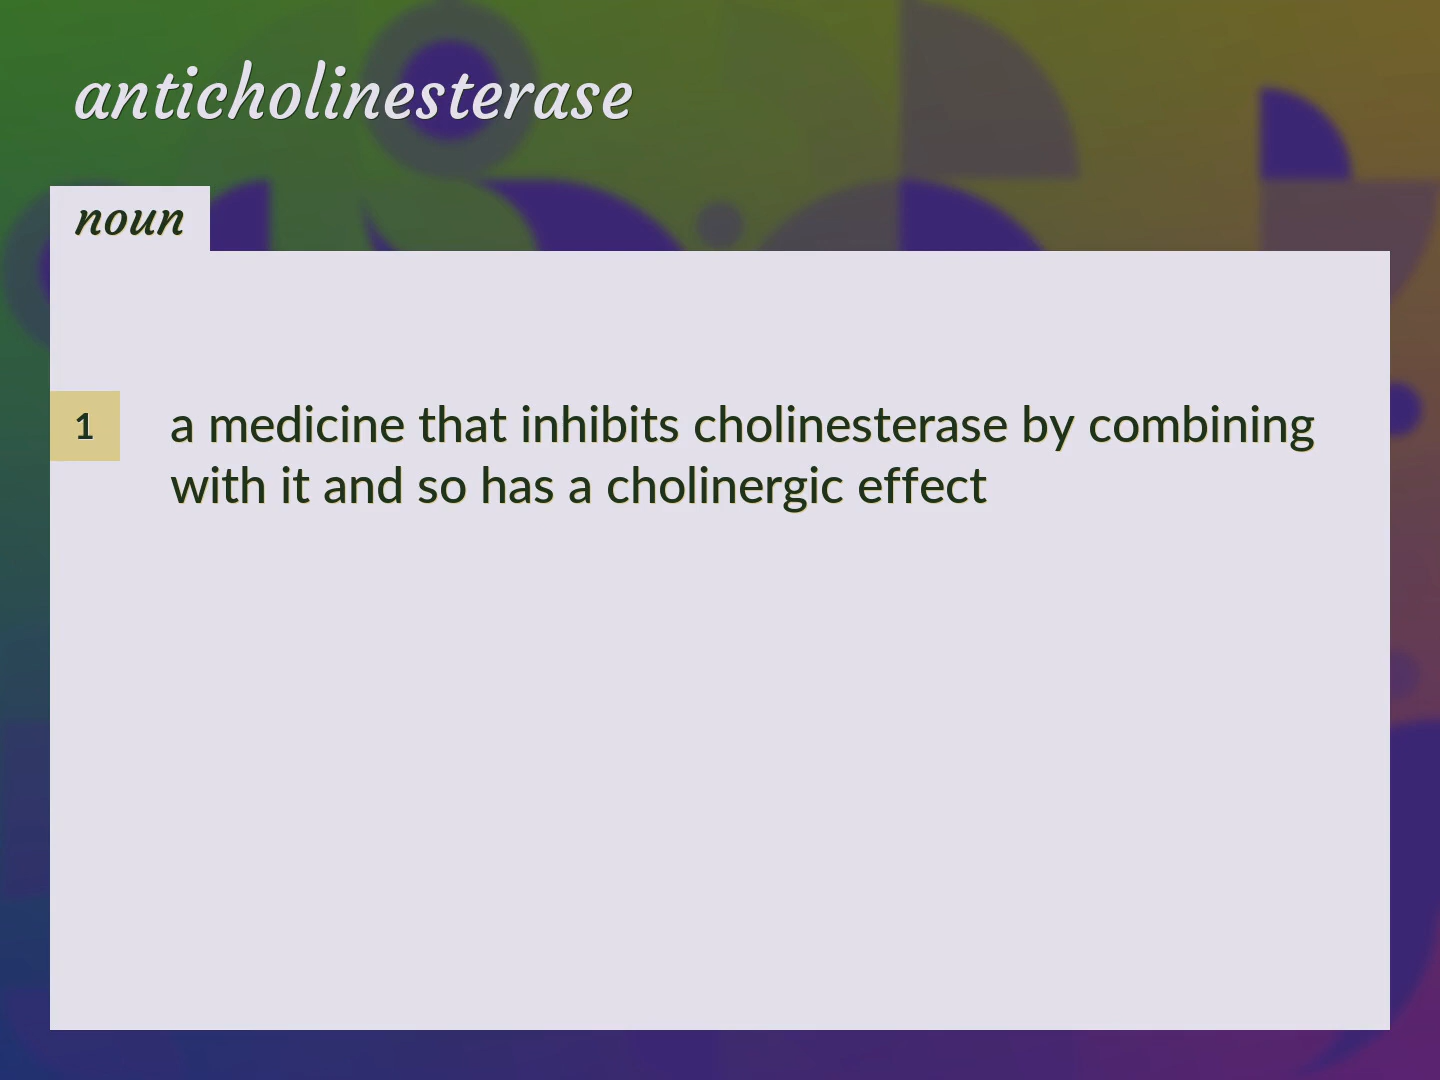 anticholinesterase
noun
1 a medicine that inhibits cholinesterase by combining
with it and so has a cholinergic effect